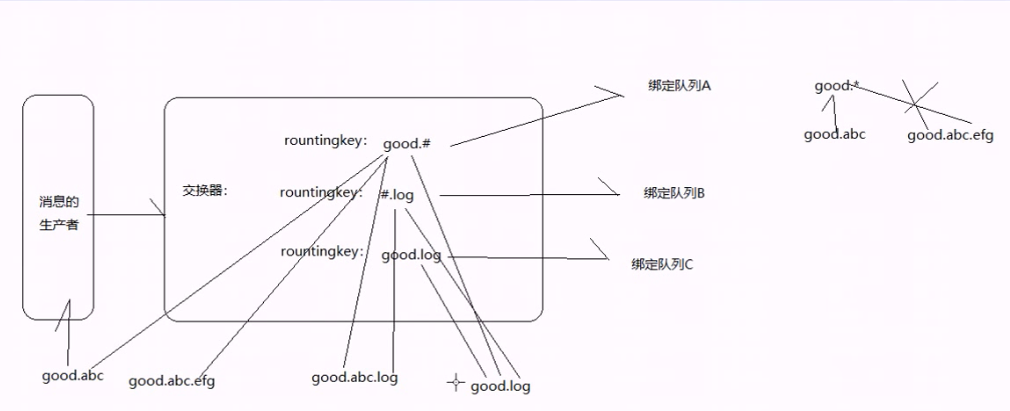 绑定队列A
good.*
rountingkey: good.#
good.abc
good.abc.efg
交换器:
rountingkey: #.log
绑定队列B
消息的
生产者
rountingkey: good.log
绑定队列C
good.abc
good.abc.efg
good.abc.log
good.log